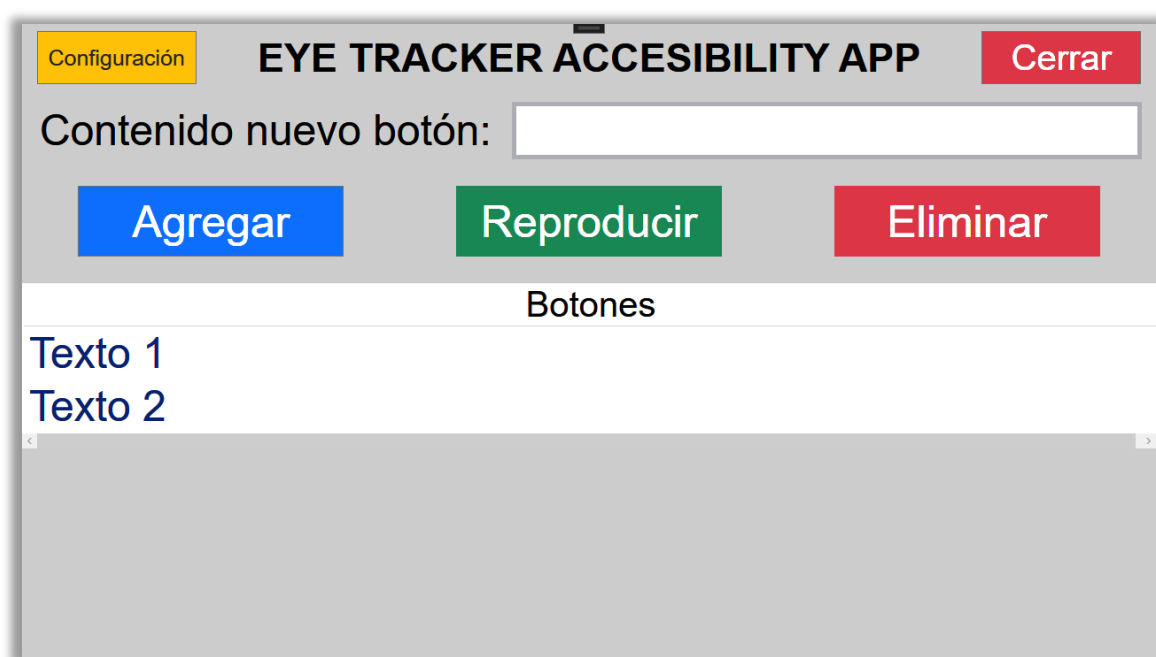 Configuración EYE TRACKER ACCESIBILITY APP Cerrar
Contenido nuevo botón:
Agregar Reproducir Eliminar
Botones
Texto 1
Texto 2